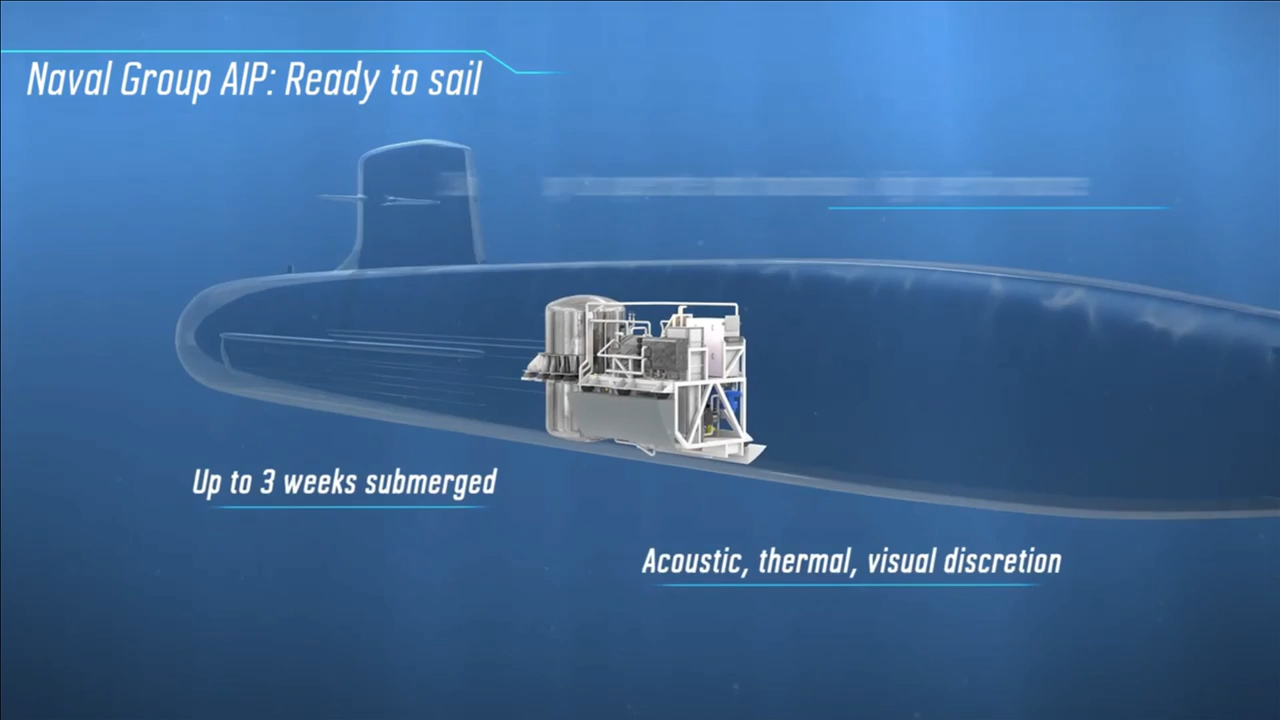 Naval Group AIP: Ready to sail
Up to 3 weeks submerged
Acoustic, thermal, visual discretion